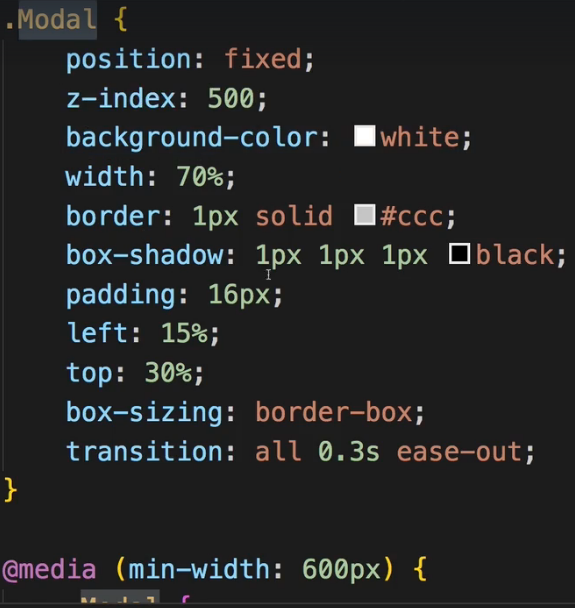 .Modal {
position: fixed;
z-index: 500;
background-color: white;
width: 70%;
border: 1px solid #ccc;
box-shadow: 1px 1px 1px black;
padding: 16px;
left: 15%;
top: 30%;
box-sizing: border-box;
transition: all 0.3s ease-out;
}
@media (min-width: 600px) {